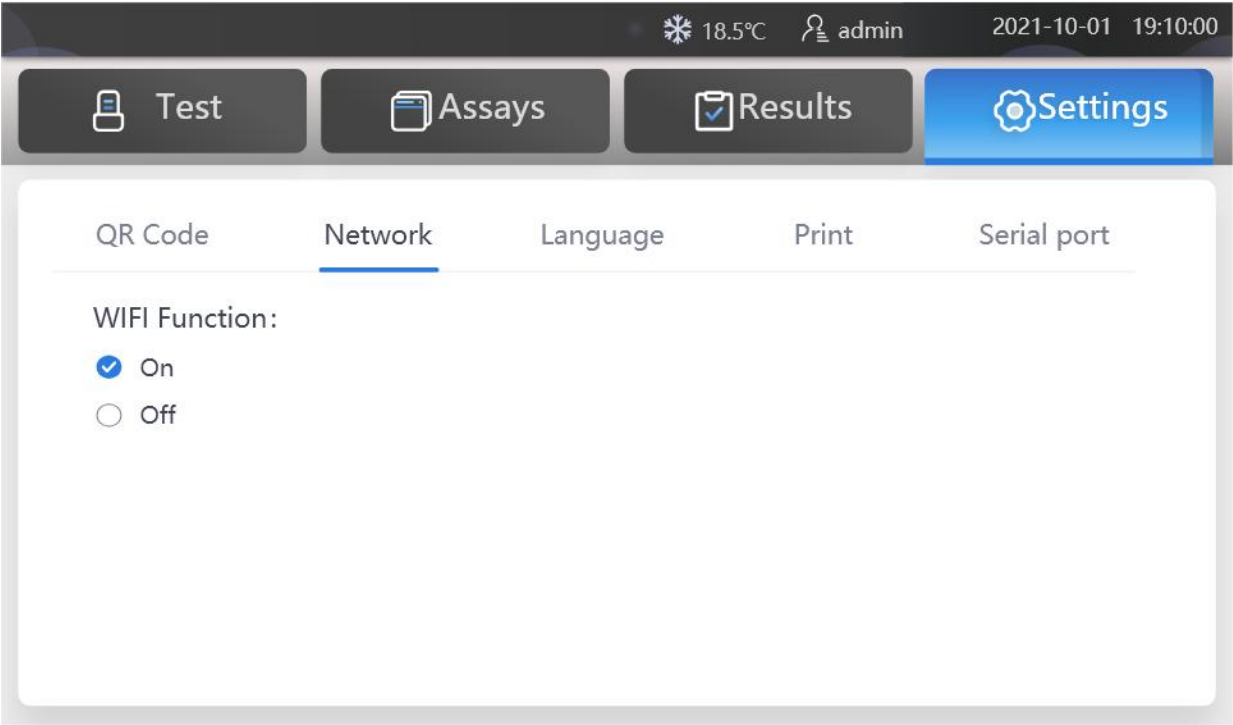 18.5℃ admin 2021-10-01 19:10:00
Test Assays Results Settings
QR Code Network Language Print Serial port
WIFI Function:
On
Off